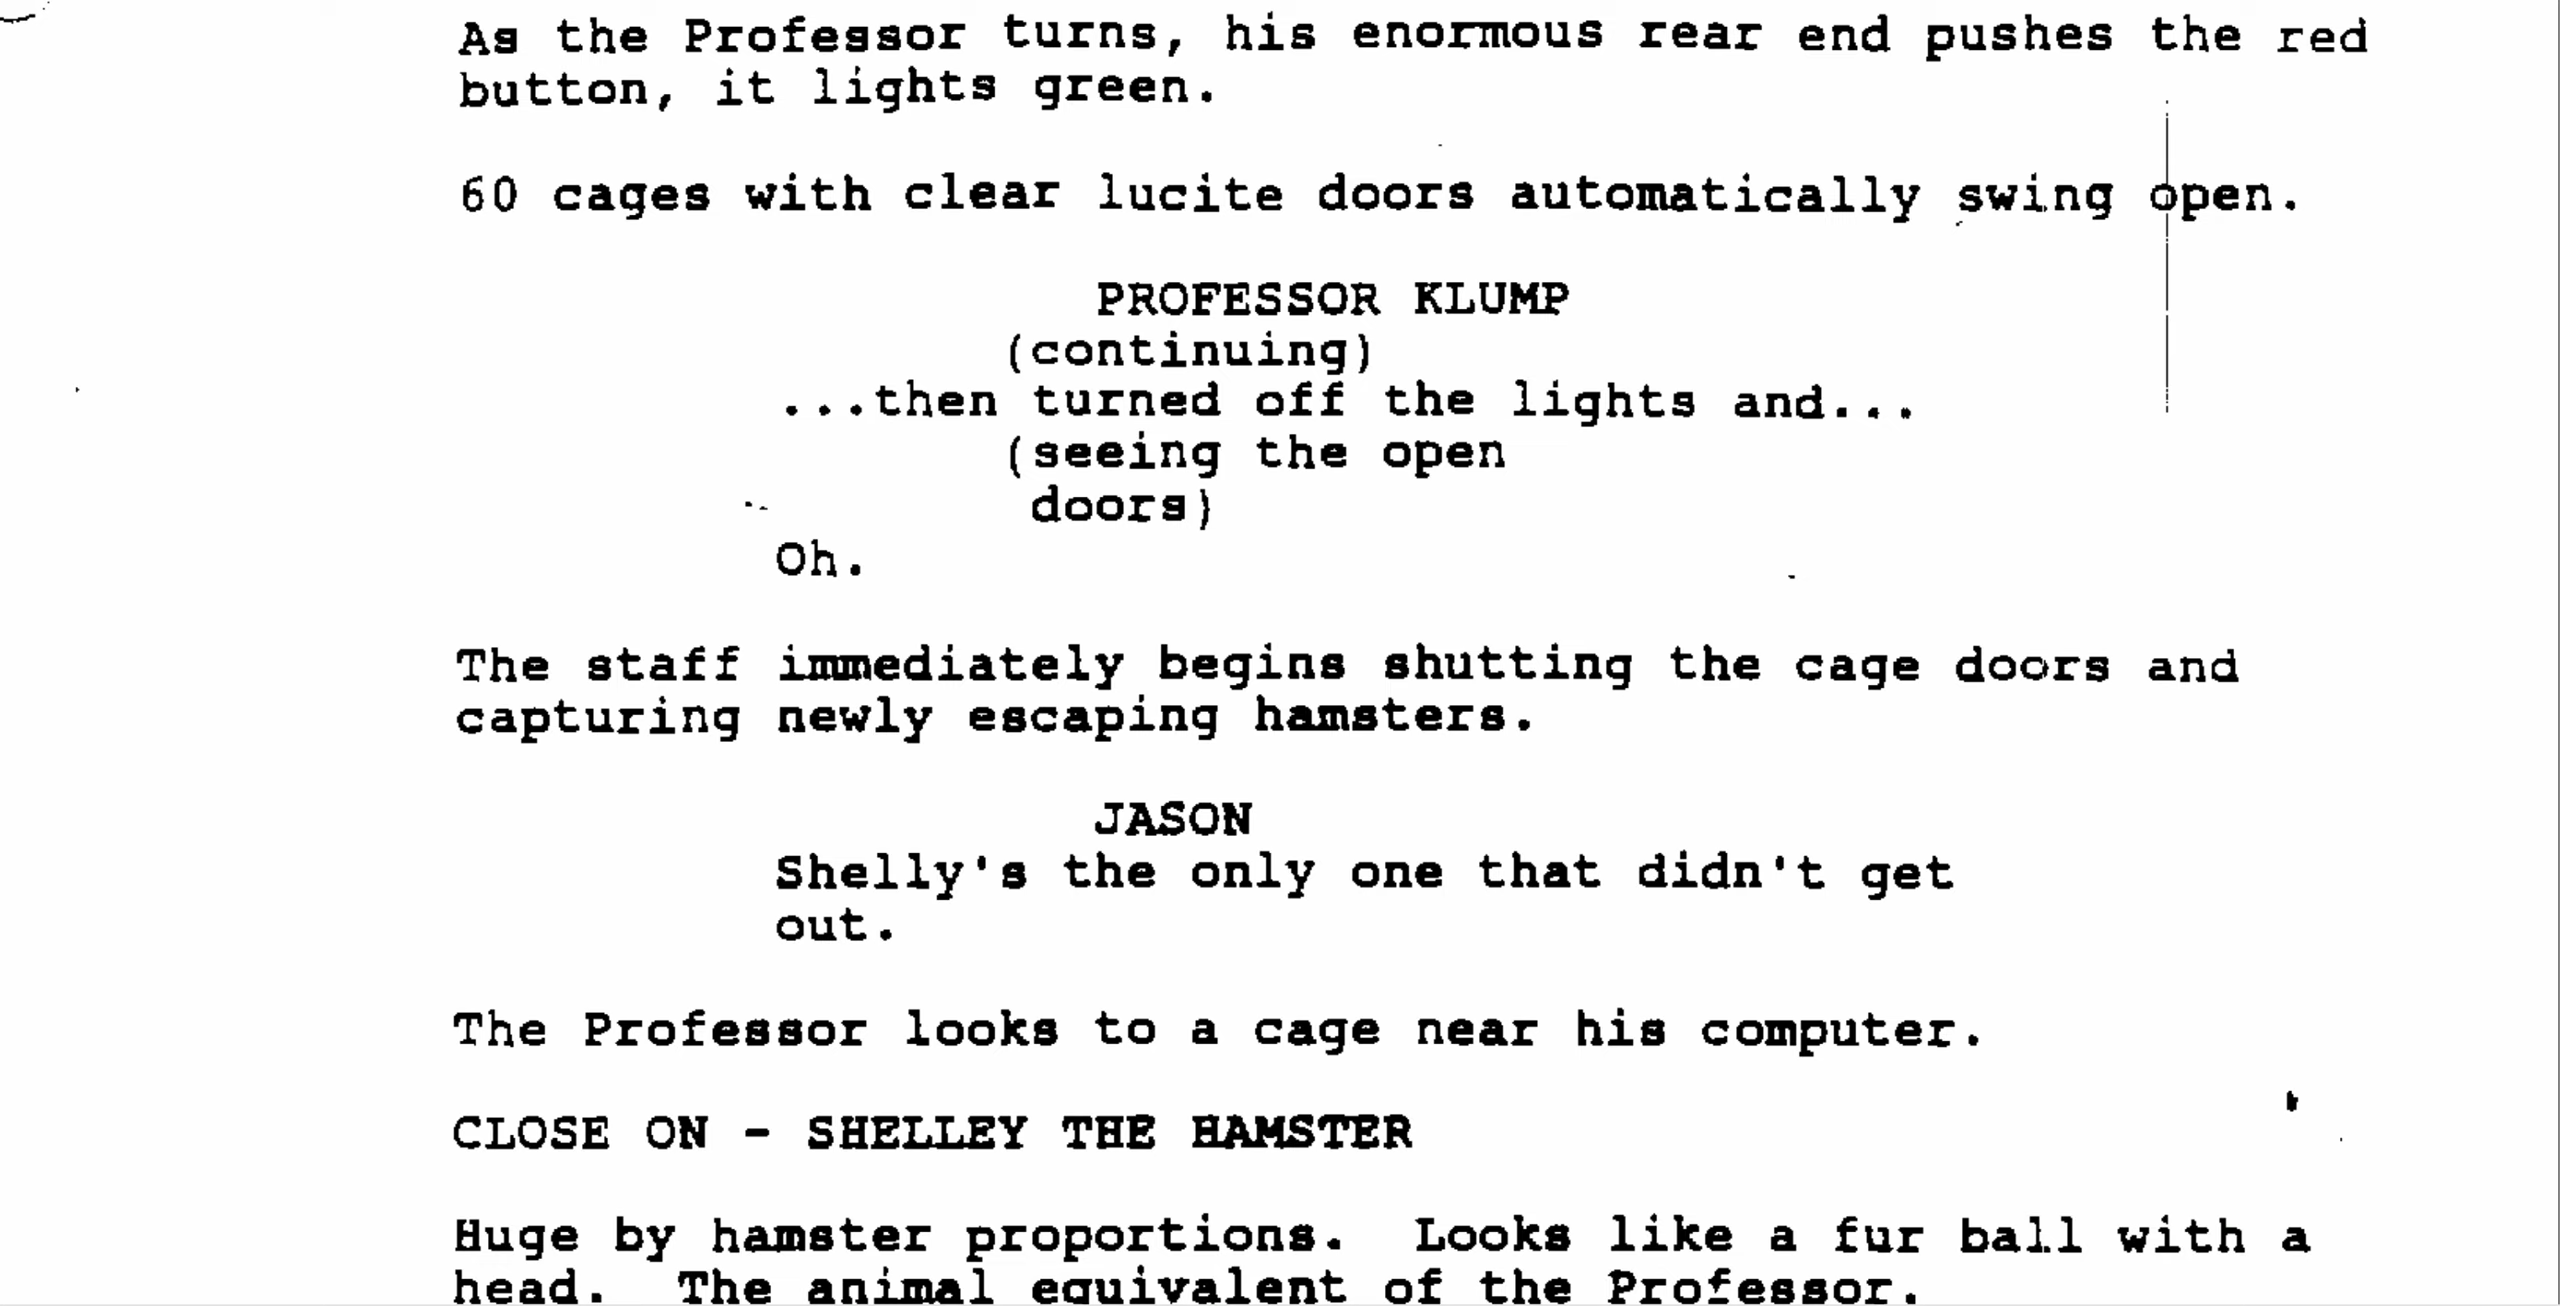 As the Professor turns, his enormous rear end pushes the red
button, it lights green.
60 cages with clear lucite doors automatically swing open.
PROFESSOR KLUMP
(continuing)
...then turned off the lights and...
(seeing the open
doors)
Oh.
The staff immediately begins shutting the cage doors and
capturing newly escaping hamsters.
JASON
Shelly's the only one that didn't get
out.
The Professor looks to a cage near his computer.
CLOSE ON - SHELLEY THE HAMSTER
Huge by hamster proportions.  Looks like a fur ball with a
head.  The animal equivalent of the Professor.